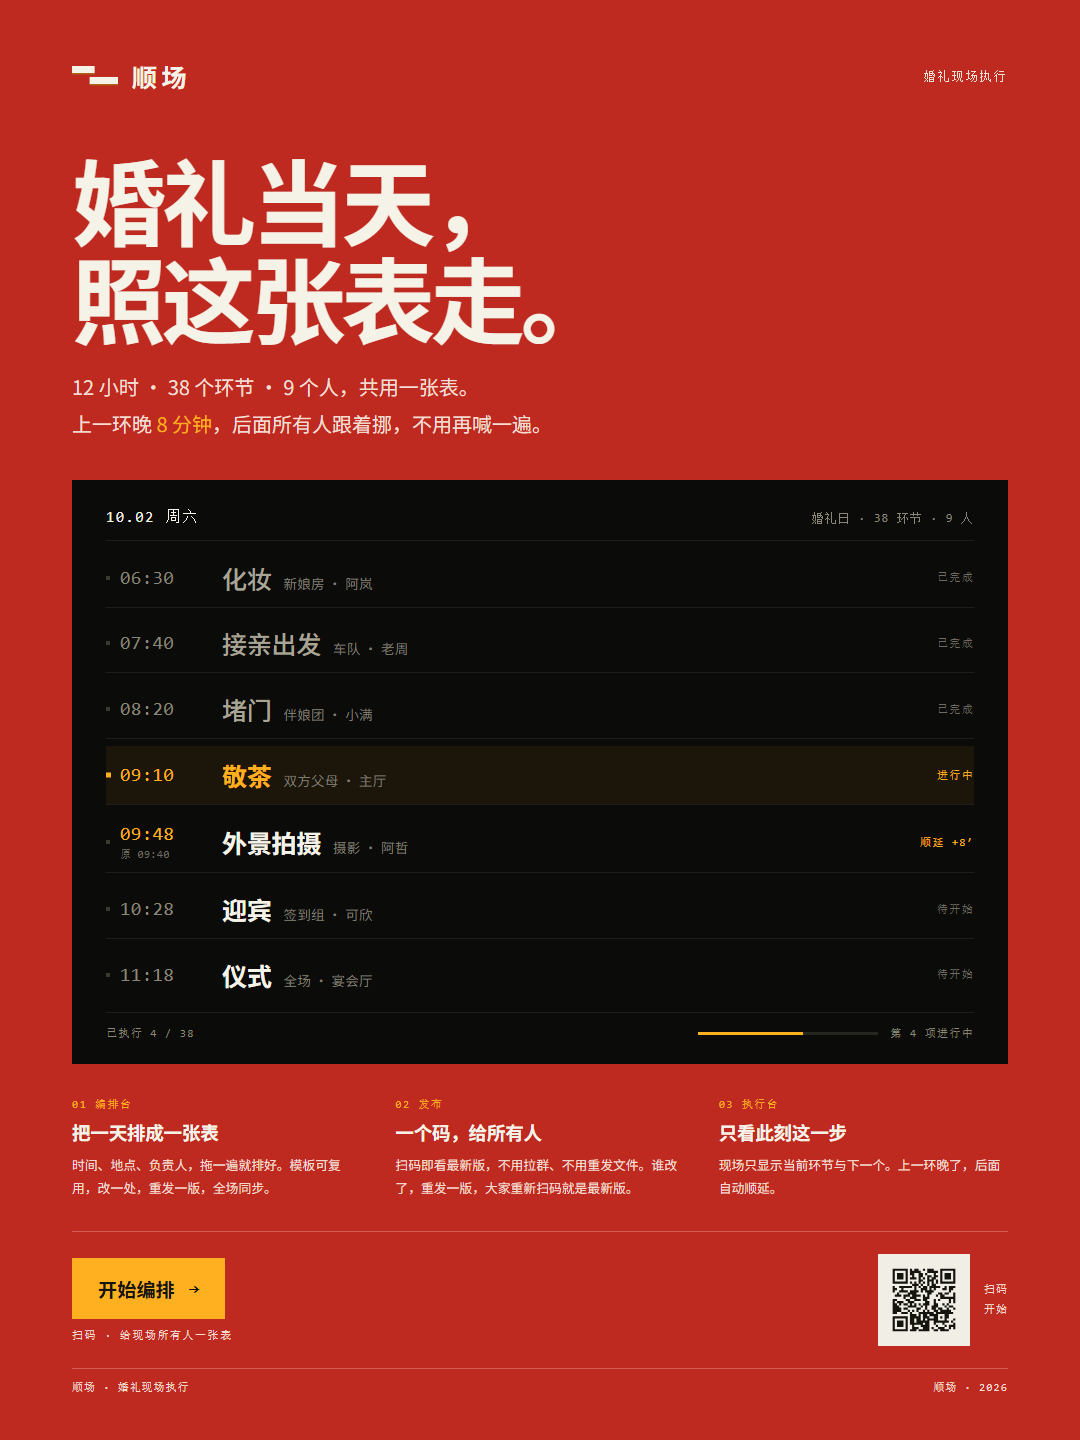 顺场
婚礼现场执行
婚礼当天，
照这张表走。
12 小时 · 38 个环节 · 9 个人，共用一张表。
上一环晚 8 分钟，后面所有人跟着挪，不用再喊一遍。
10.02 周六
婚礼日 · 38 环节 · 9 人
06:30 化妆 新娘房 · 阿岚 已完成
07:40 接亲出发 车队 · 老周 已完成
08:20 堵门 伴娘团 · 小满 已完成
09:10 敬茶 双方父母 · 主厅 进行中
09:48 外景拍摄 摄影 · 阿哲 顺延 +8′
原 09:40
10:28 迎宾 签到组 · 可欣 待开始
11:18 仪式 全场 · 宴会厅 待开始
已执行 4 / 38
第 4 项进行中
01 编排台
把一天排成一张表
时间、地点、负责人，拖一遍就排好。模板可复
用，改一处，重发一版，全场同步。
02 发布
一个码，给所有人
扫码即看最新版，不用拉群、不用重发文件。谁改
了，重发一版，大家重新扫码就是最新版。
03 执行台
只看此刻这一步
现场只显示当前环节与下一个。上一环晚了，后面
自动顺延。
开始编排 →
扫码 · 给现场所有人一张表
扫码
开始
顺场 · 婚礼现场执行
顺场 · 2026